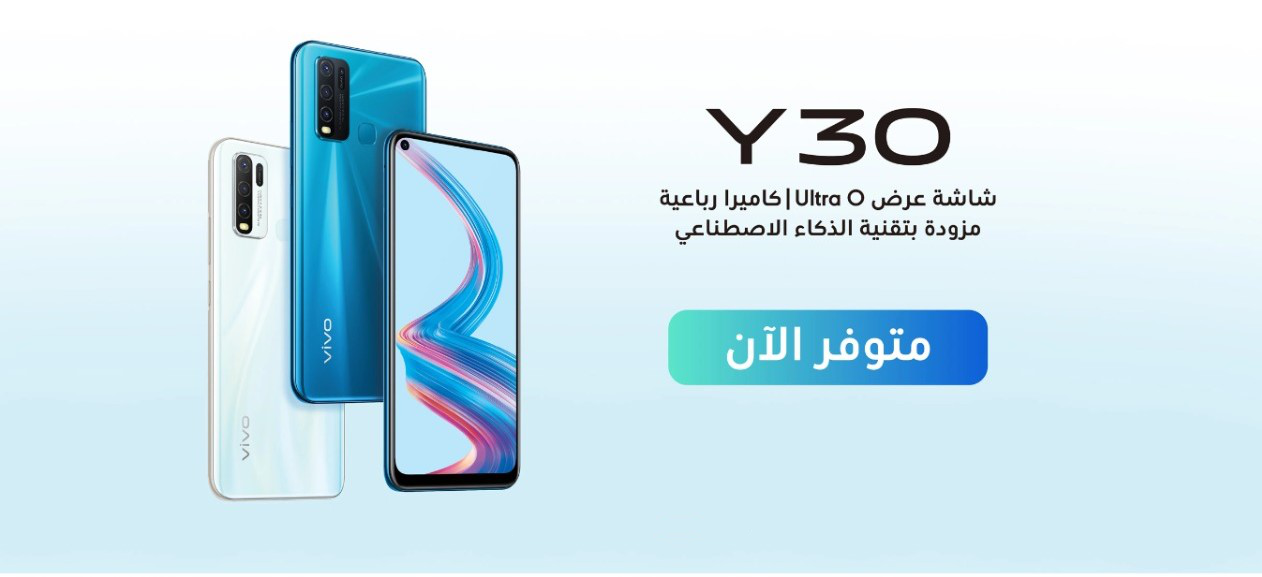 Y30
شاشة عرض Ultra O | كاميرا رباعية
مزودة بتقنية الذكاء الاصطناعي
متوفر الآن
vivo
vivo